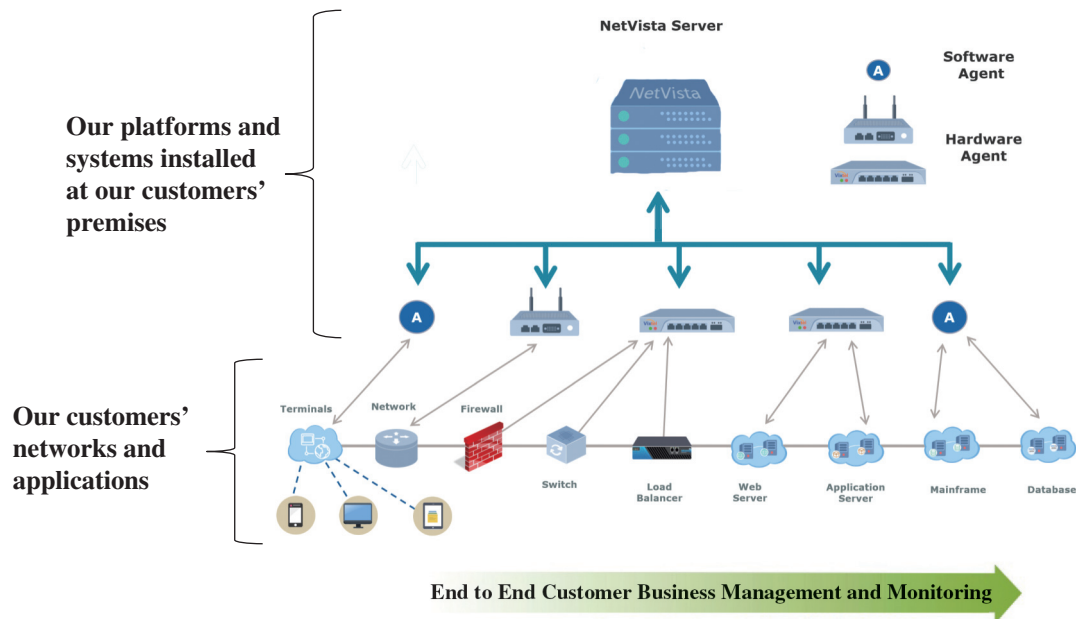 NetVista Server
NetVista
A
Software
Agent
Hardware
Agent
Our platforms and
systems installed
at our customers’
premises
A
A
Our customers’
networks and
applications
Terminals
Network
Firewall
Switch
Load
Balancer
Web
Server
Application
Server
Mainframe
Database
End to End Customer Business Management and Monitoring